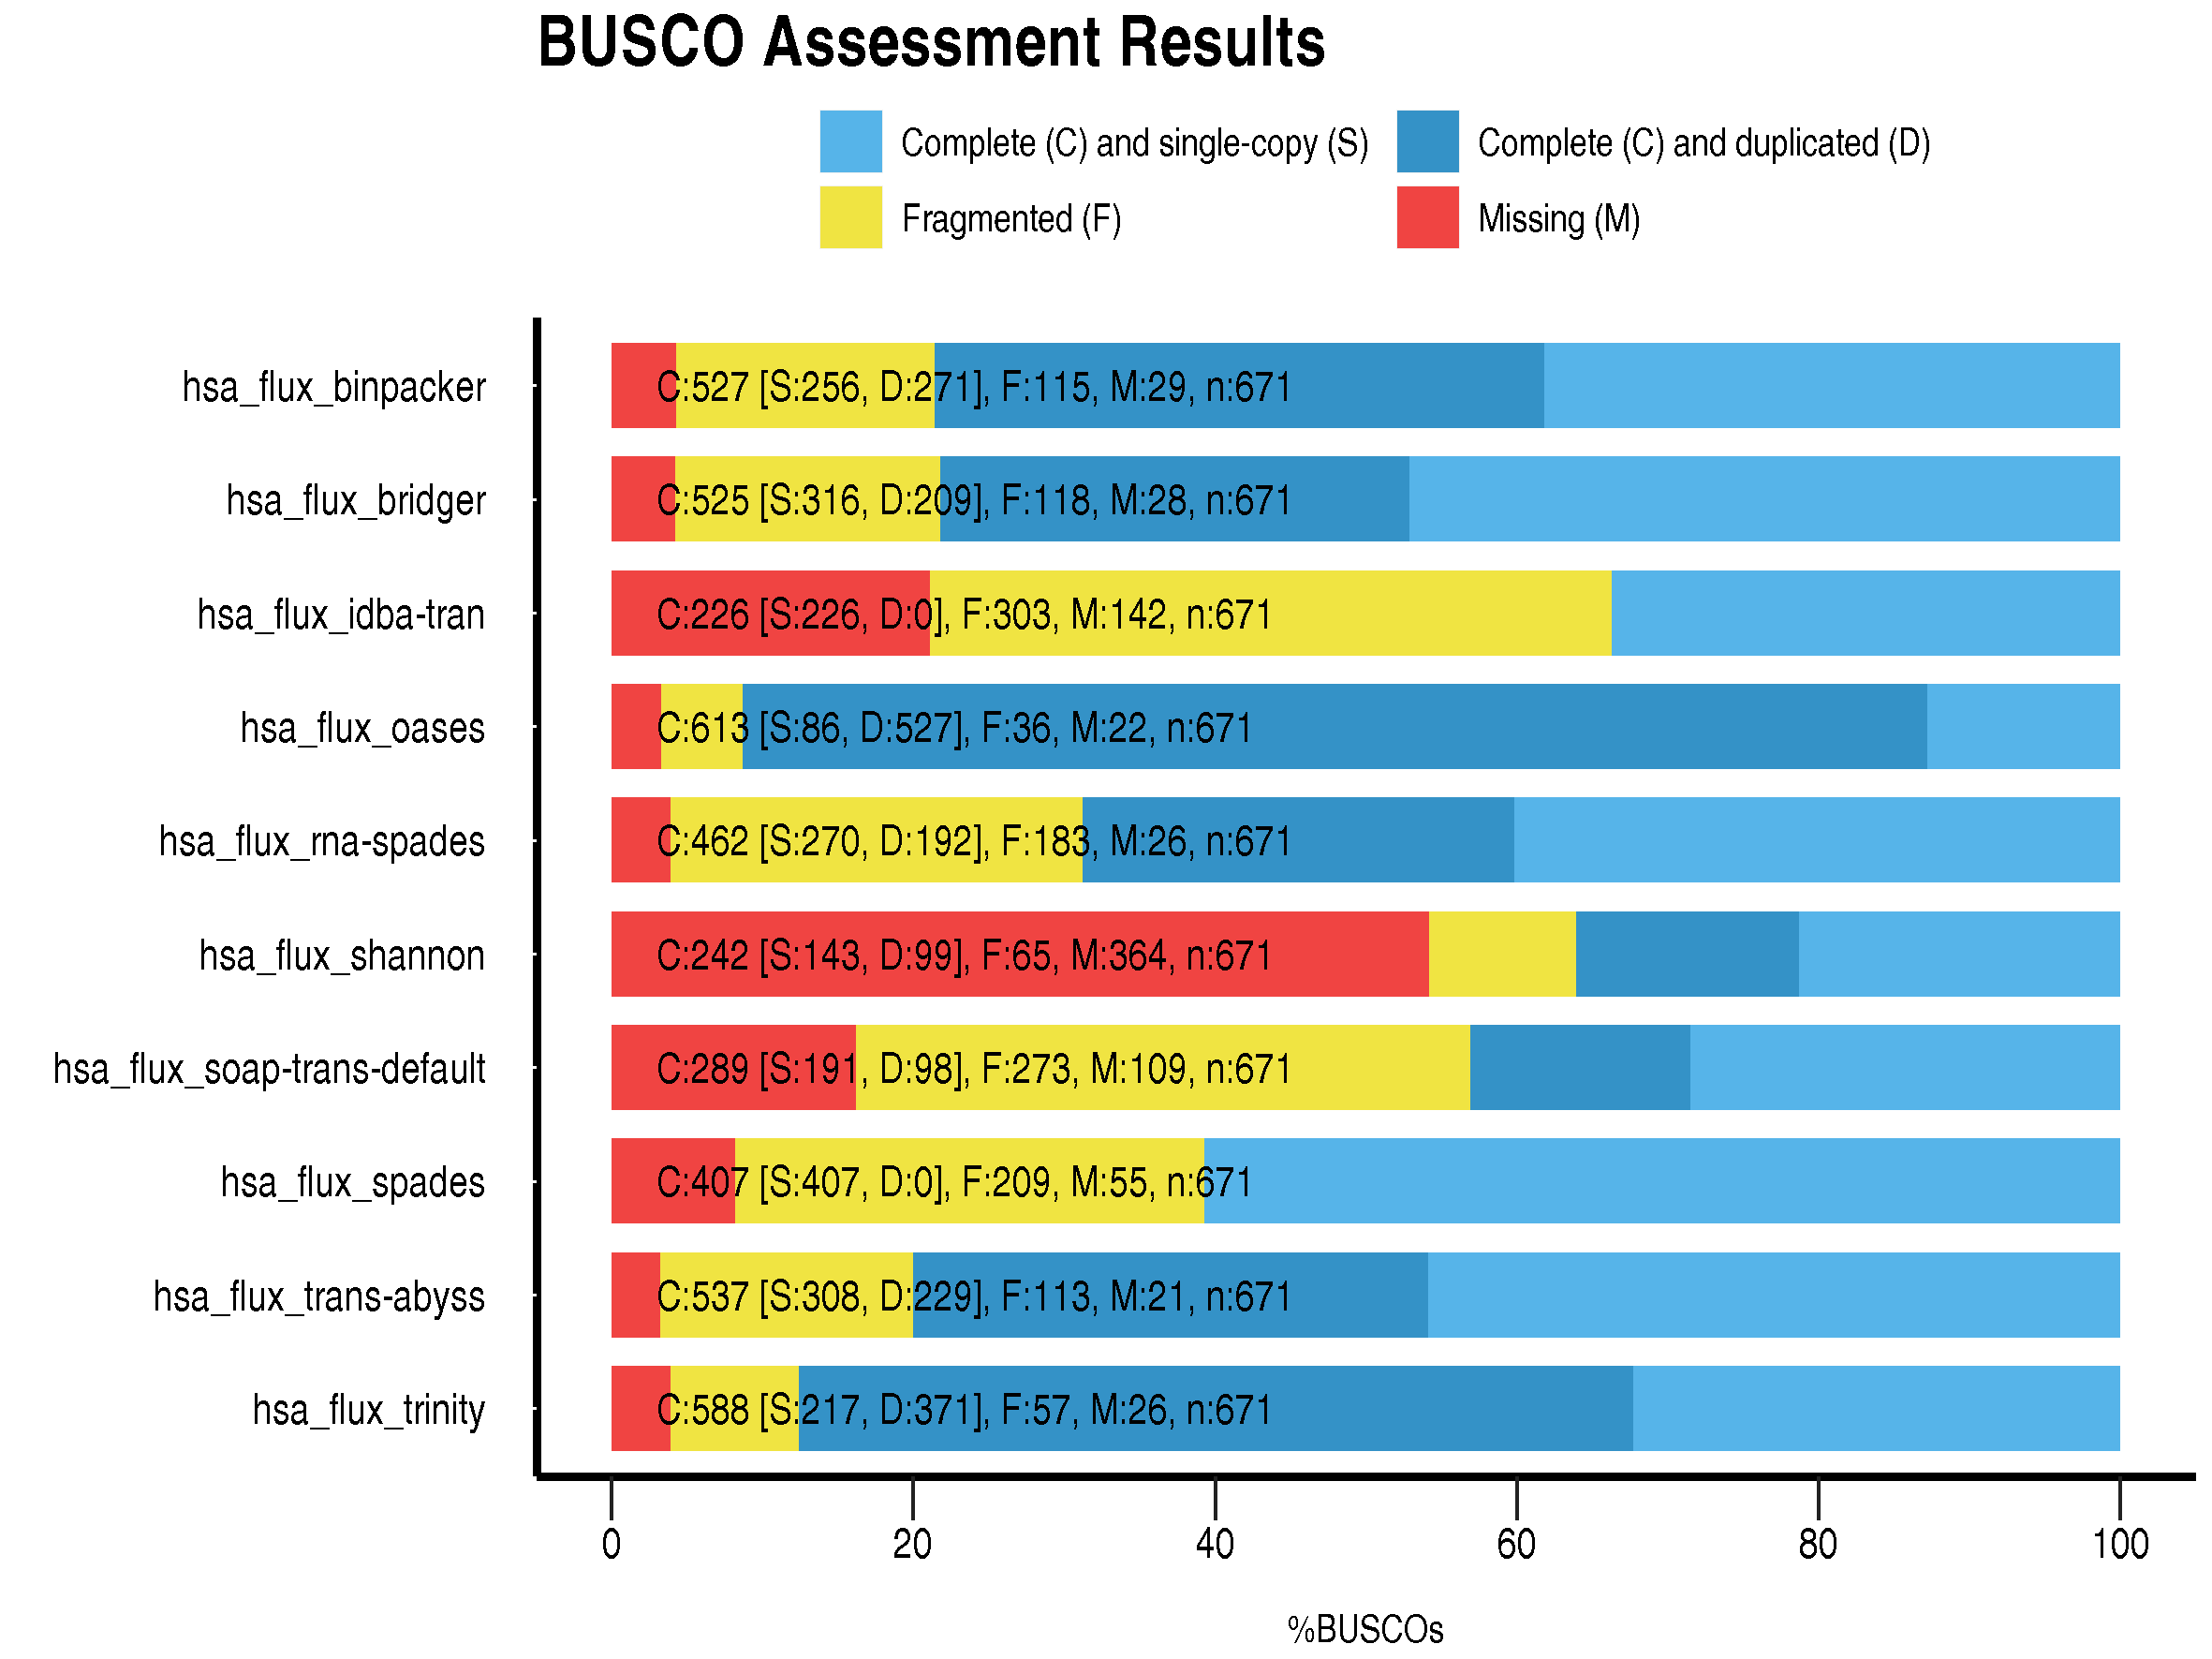 BUSCO Assessment Results
Complete (C) and single-copy (S)
Complete (C) and duplicated (D)
Fragmented (F)
Missing (M)
hsa_flux_binpacker
C:527 [S:256, D:271], F:115, M:29, n:671
hsa_flux_bridger
C:525 [S:316, D:209], F:118, M:28, n:671
hsa_flux_idba-tran
C:226 [S:226, D:0], F:303, M:142, n:671
hsa_flux_oases
C:613 [S:86, D:527], F:36, M:22, n:671
hsa_flux_rna-spades
C:462 [S:270, D:192], F:183, M:26, n:671
hsa_flux_shannon
C:242 [S:143, D:99], F:65, M:364, n:671
hsa_flux_soap-trans-default
C:289 [S:191, D:98], F:273, M:109, n:671
hsa_flux_spades
C:407 [S:407, D:0], F:209, M:55, n:671
hsa_flux_trans-abyss
C:537 [S:308, D:229], F:113, M:21, n:671
hsa_flux_trinity
C:588 [S:217, D:371], F:57, M:26, n:671
0 20 40 60 80 100
%BUSCOs